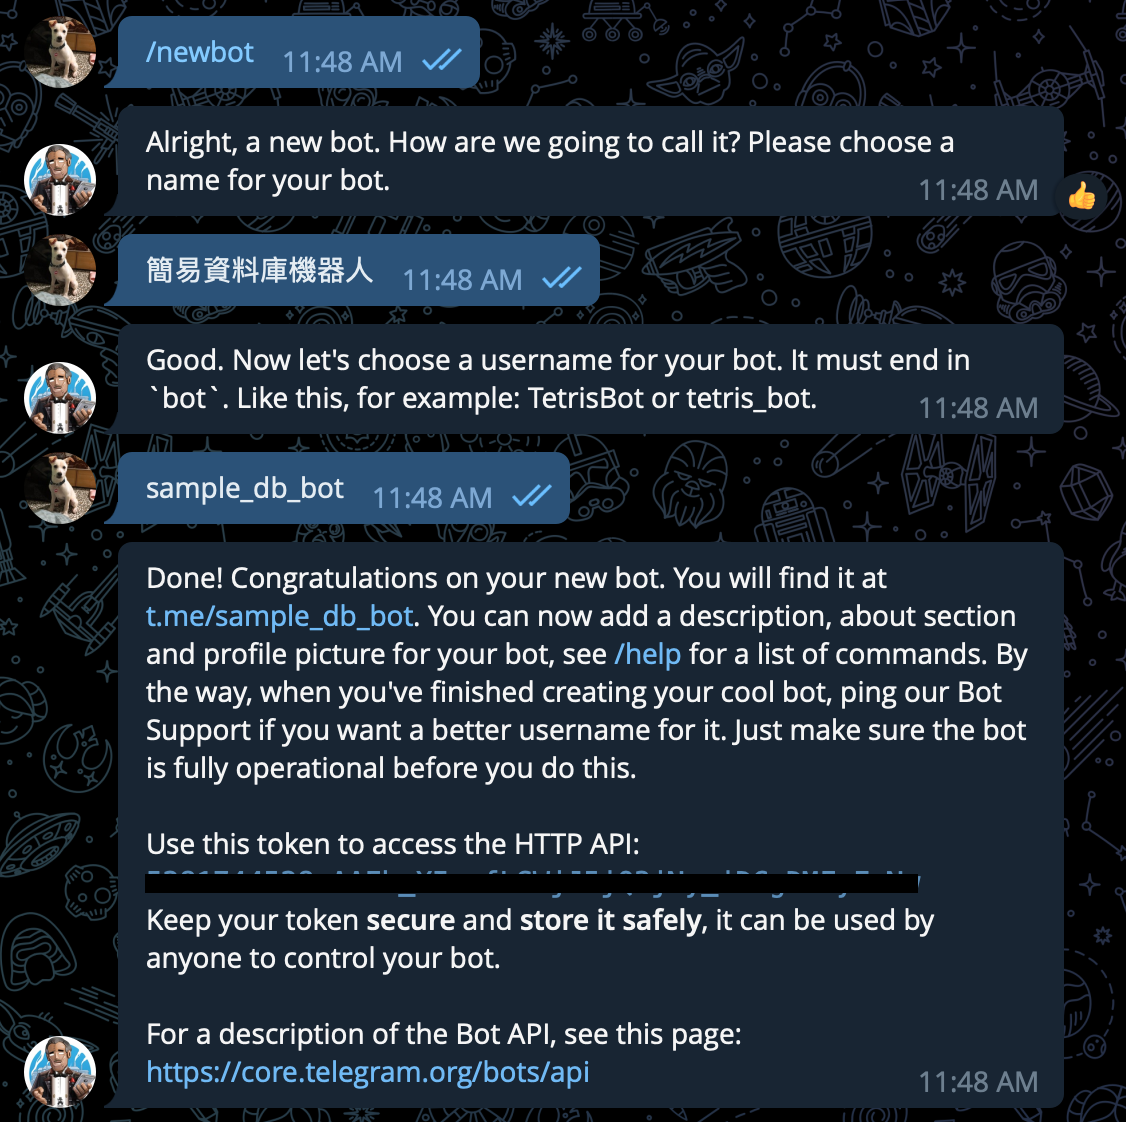 /newbot 11:48 AM
Alright, a new bot. How are we going to call it? Please choose a
name for your bot.
11:48 AM
簡易資料庫機器人 11:48 AM
Good. Now let's choose a username for your bot. It must end in
`bot`. Like this, for example: TetrisBot or tetris_bot.
11:48 AM
sample_db_bot 11:48 AM
Done! Congratulations on your new bot. You will find it at
t.me/sample_db_bot. You can now add a description, about section
and profile picture for your bot, see /help for a list of commands. By
the way, when you've finished creating your cool bot, ping our Bot
Support if you want a better username for it. Just make sure the bot
is fully operational before you do this.
Use this token to access the HTTP API:
Keep your token secure and store it safely, it can be used by
anyone to control your bot.
For a description of the Bot API, see this page:
https://core.telegram.org/bots/api
11:48 AM